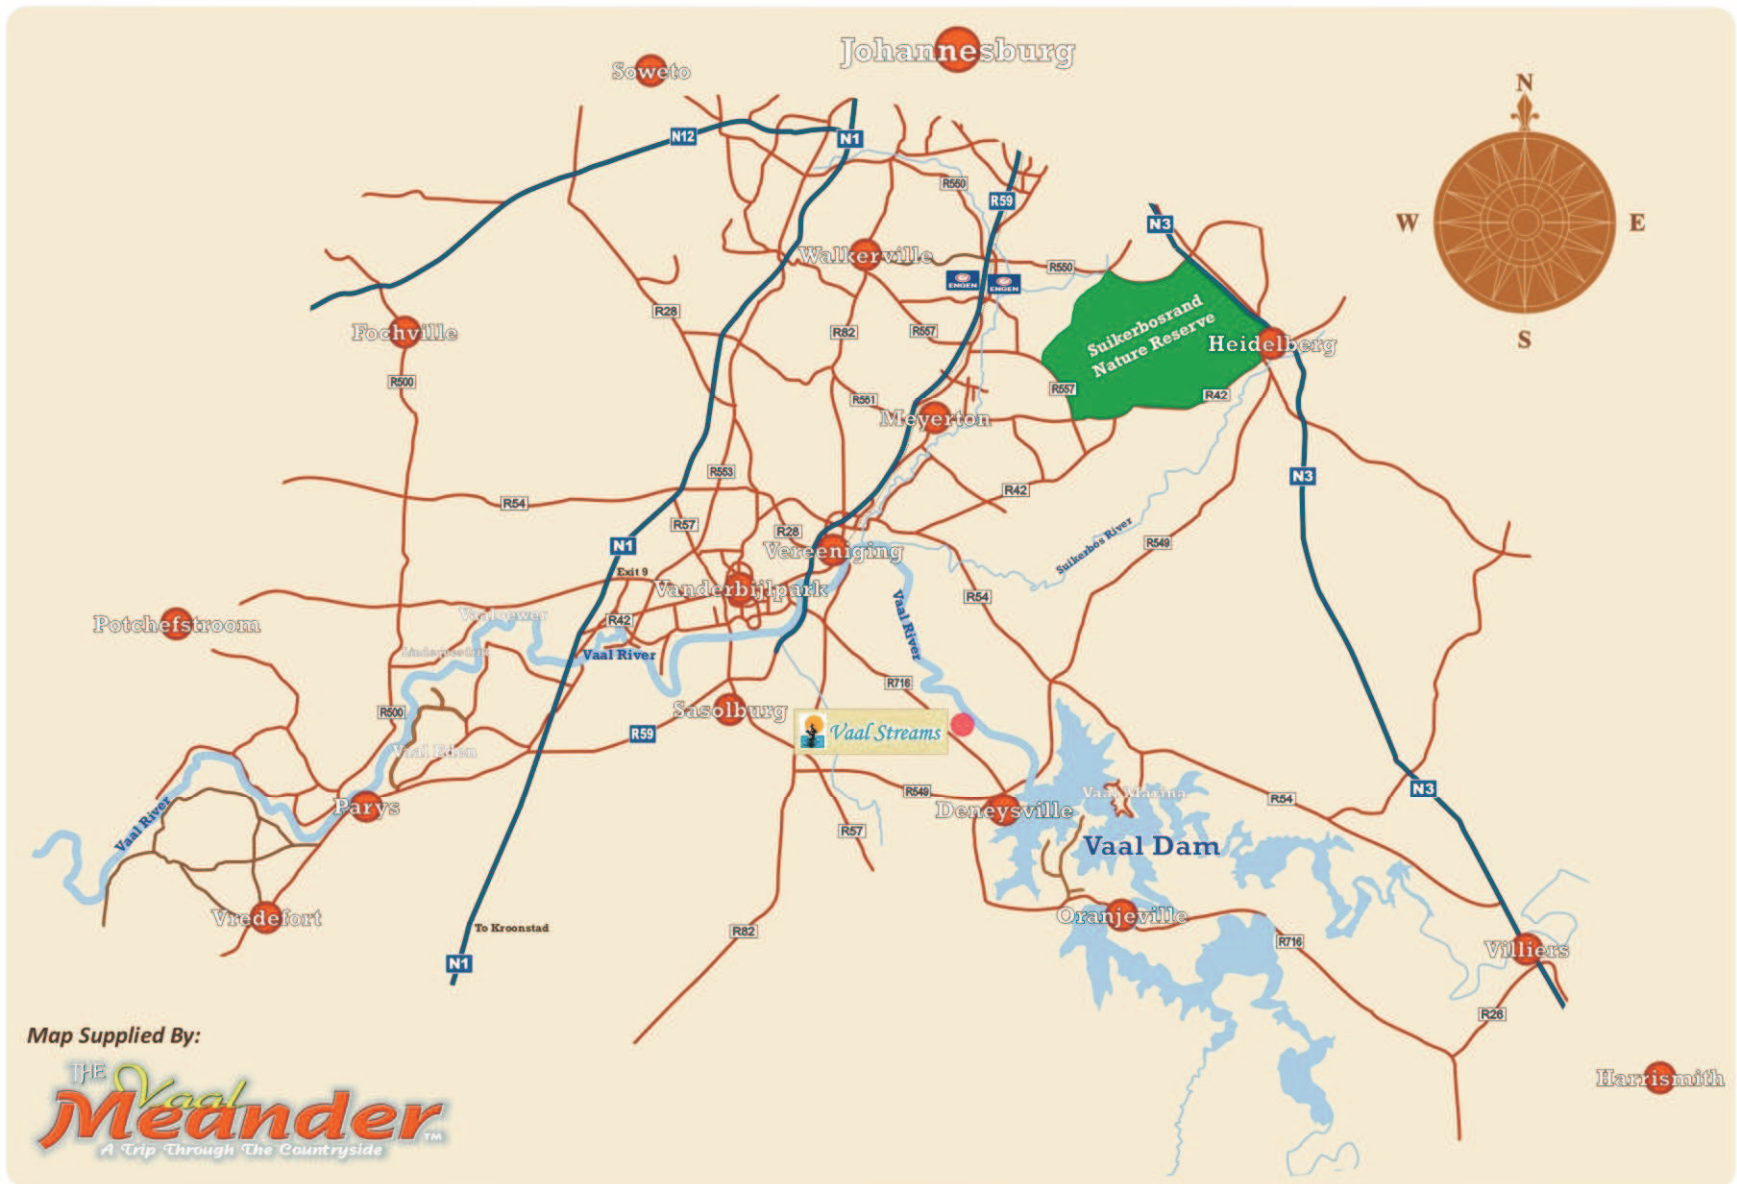 Johannesburg
Soweto
N
N12
N1
R550
R59
N3
W
E
Walkerville
R550
ENGEN
ENGEN
R28
Suikerbosrand
Nature Reserve
S
Fochville
R82
R557
Heidelberg
R500
R557
R551
R42
Meyerton
R553
N3
R54
R42
R57
R28
N1
Vereeniging
Suikerbos River
R549
Exit 9
Vanderbijlpark
R54
Vaal River
Potchefstroom
R42
Vaal River
R716
R500
Sasolburg
R59
Vaal Streams
Vaal Eden
R549
Vaal Marina
R54
N3
Parys
Deneysville
Vaal River
R57
Vaal Dam
Vredefort
To Kroonstad
R82
Oranjeville
R716
Villiers
N1
R26
Map Supplied By:
THE
Vaal
Meander™
A Trip Through The Countryside
Harrismith